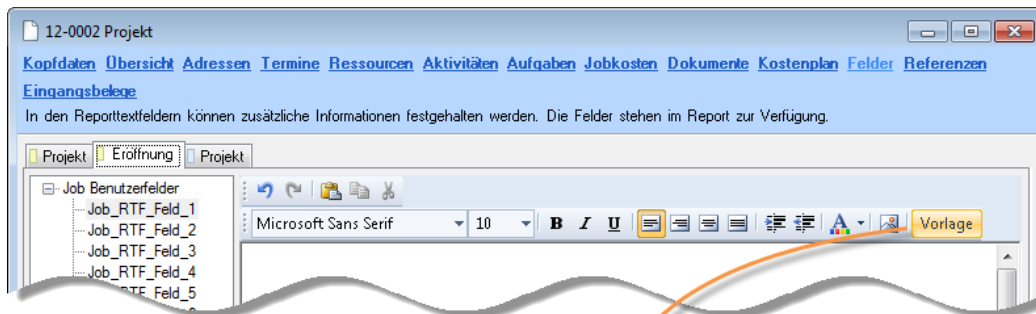 12-0002 Projekt
Kopfdaten Übersicht Adressen Termine Ressourcen Aktivitäten Aufgaben Jobkosten Dokumente Kostenplan Felder Referenzen
Eingangsbelege
In den Reporttextfeldern können zusätzliche Informationen festgehalten werden. Die Felder stehen im Report zur Verfügung.
Projekt Eröffnung Projekt
Job Benutzerfelder
Job_RTF_Feld_1
Microsoft Sans Serif 10 B I U A Vorlage
Job_RTF_Feld_2
Job_RTF_Feld_3
Job_RTF_Feld_4
RTF_Feld_5